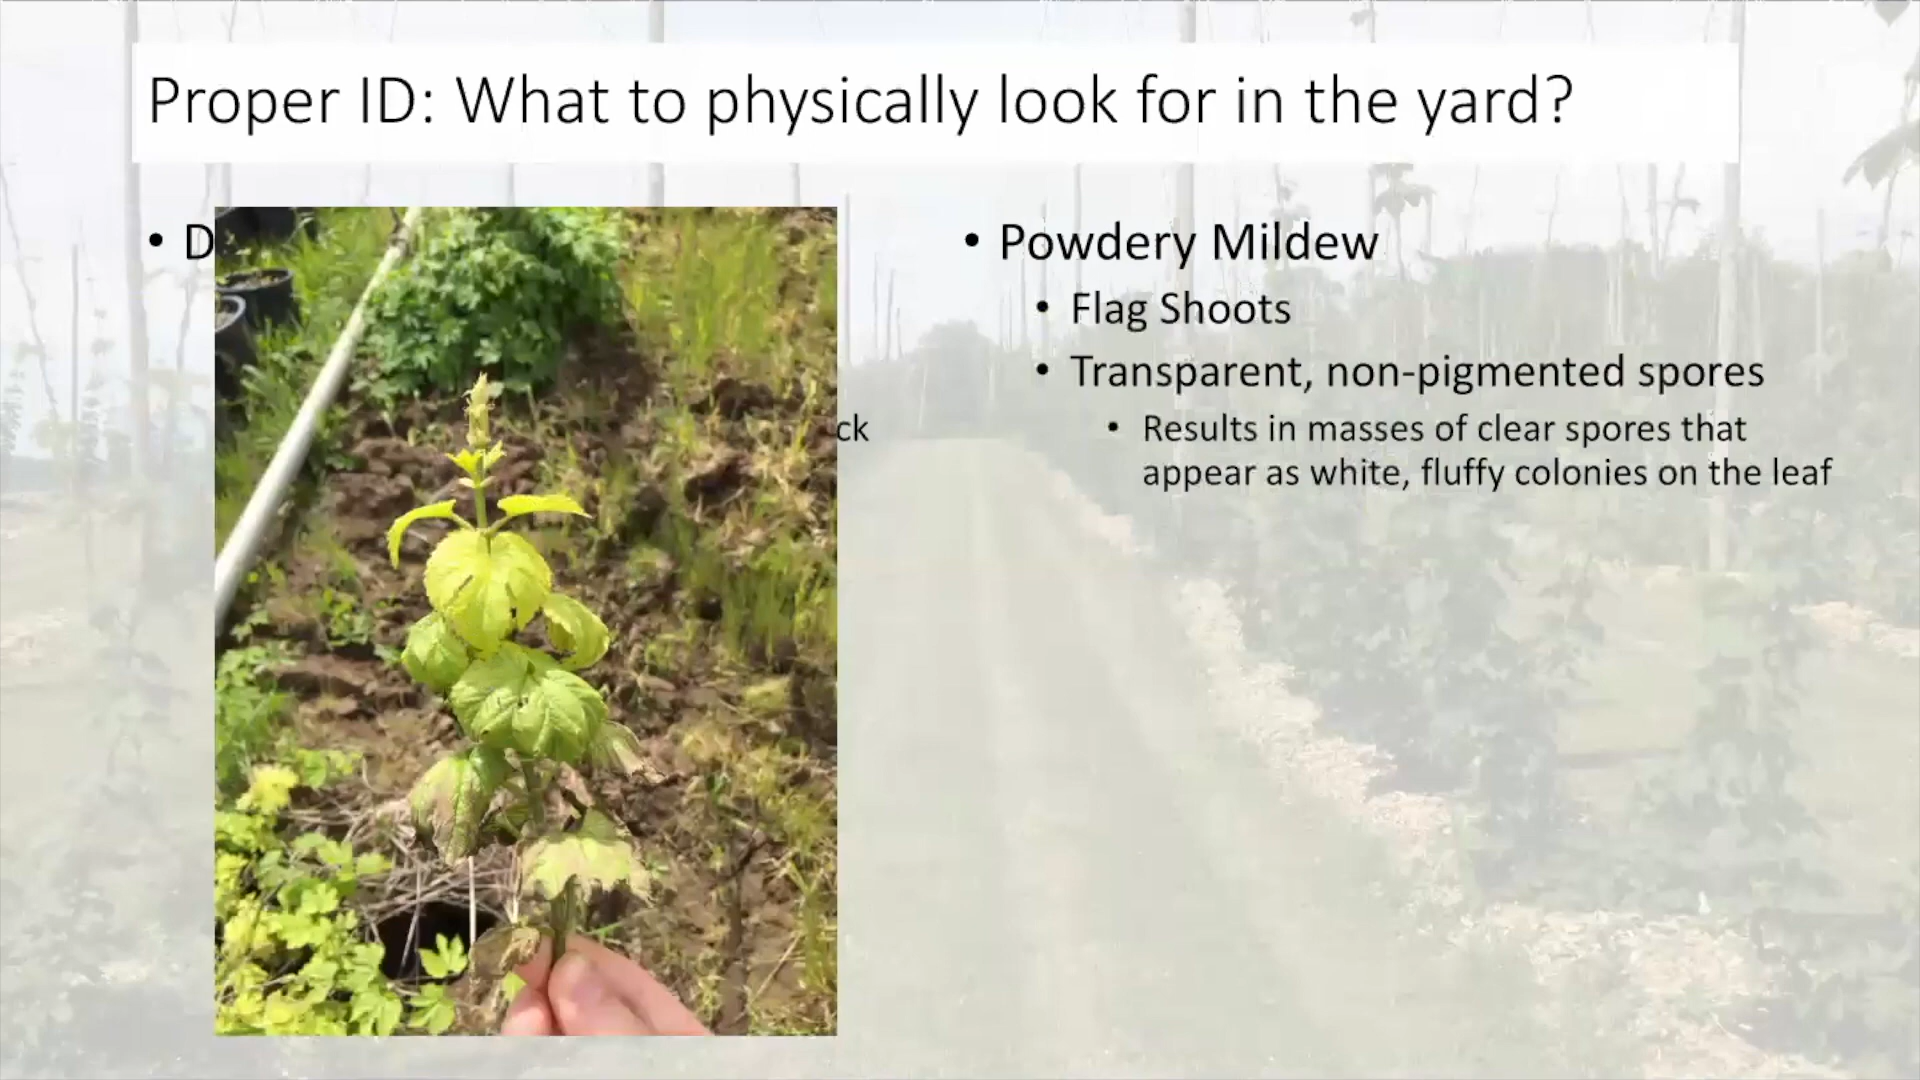 Proper ID: What to physically look for in the yard?
• D
ck
• Powdery Mildew
• Flag Shoots
• Transparent, non-pigmented spores
• Results in masses of clear spores that
appear as white, fluffy colonies on the leaf